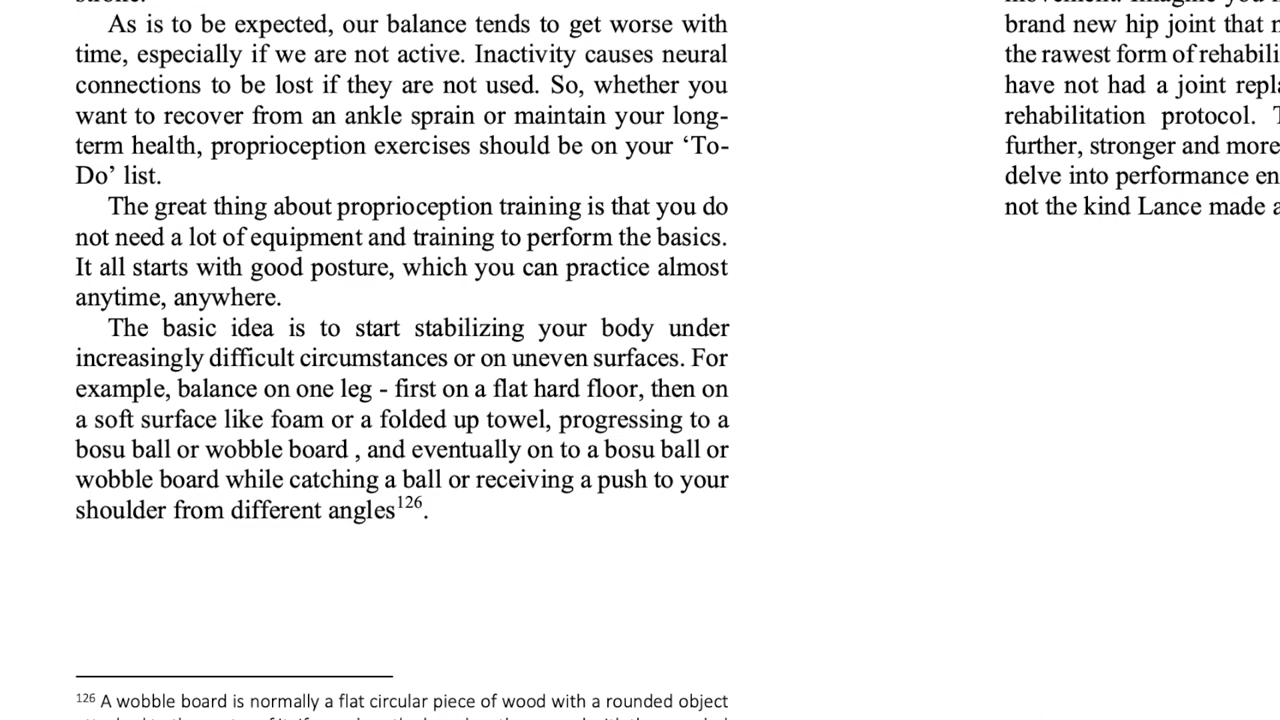 As is to be expected, our balance tends to get worse with
time, especially if we are not active. Inactivity causes neural
connections to be lost if they are not used. So, whether you
want to recover from an ankle sprain or maintain your long-
term health, proprioception exercises should be on your ‘To-
Do’ list.
The great thing about proprioception training is that you do
not need a lot of equipment and training to perform the basics.
It all starts with good posture, which you can practice almost
anytime, anywhere.
The basic idea is to start stabilizing your body under
increasingly difficult circumstances or on uneven surfaces. For
example, balance on one leg - first on a flat hard floor, then on
a soft surface like foam or a folded up towel, progressing to a
bosu ball or wobble board , and eventually on to a bosu ball or
wobble board while catching a ball or receiving a push to your
shoulder from different angles126.
126 A wobble board is normally a flat circular piece of wood with a rounded object
brand new hip joint that
the rawest form of
have not had a joint
rehabilitation protocol.
further, stronger and more
delve into performance
not the kind Lance made